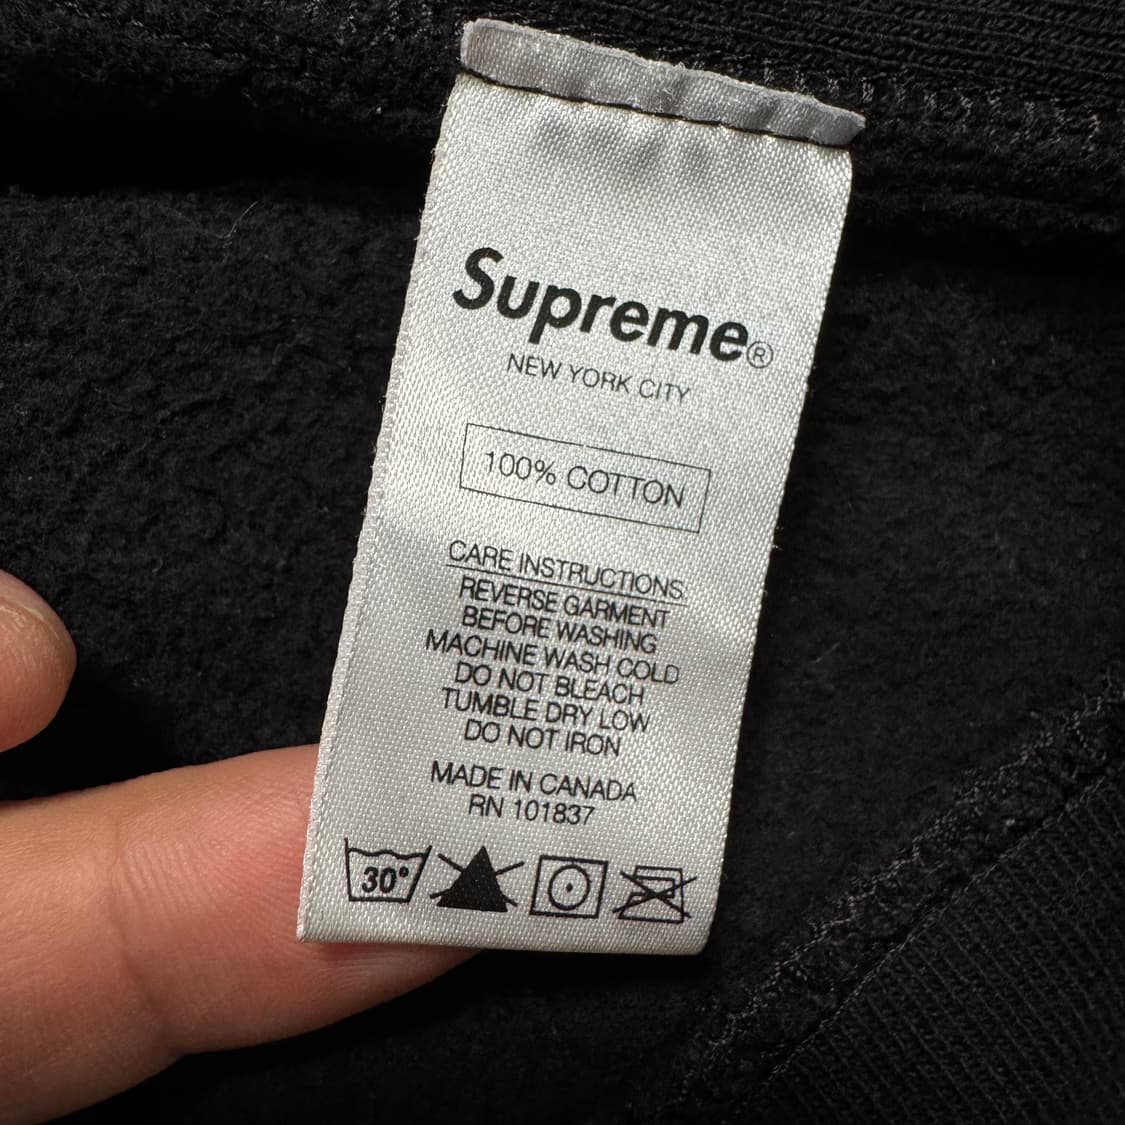 Supreme®
NEW YORK CITY
100% COTTON
CARE INSTRUCTIONS
REVERSE GARMENT
BEFORE WASHING
MACHINE WASH COLD
DO NOT BLEACH
TUMBLE DRY LOW
DO NOT IRON
MADE IN CANADA
RN 101837
30°